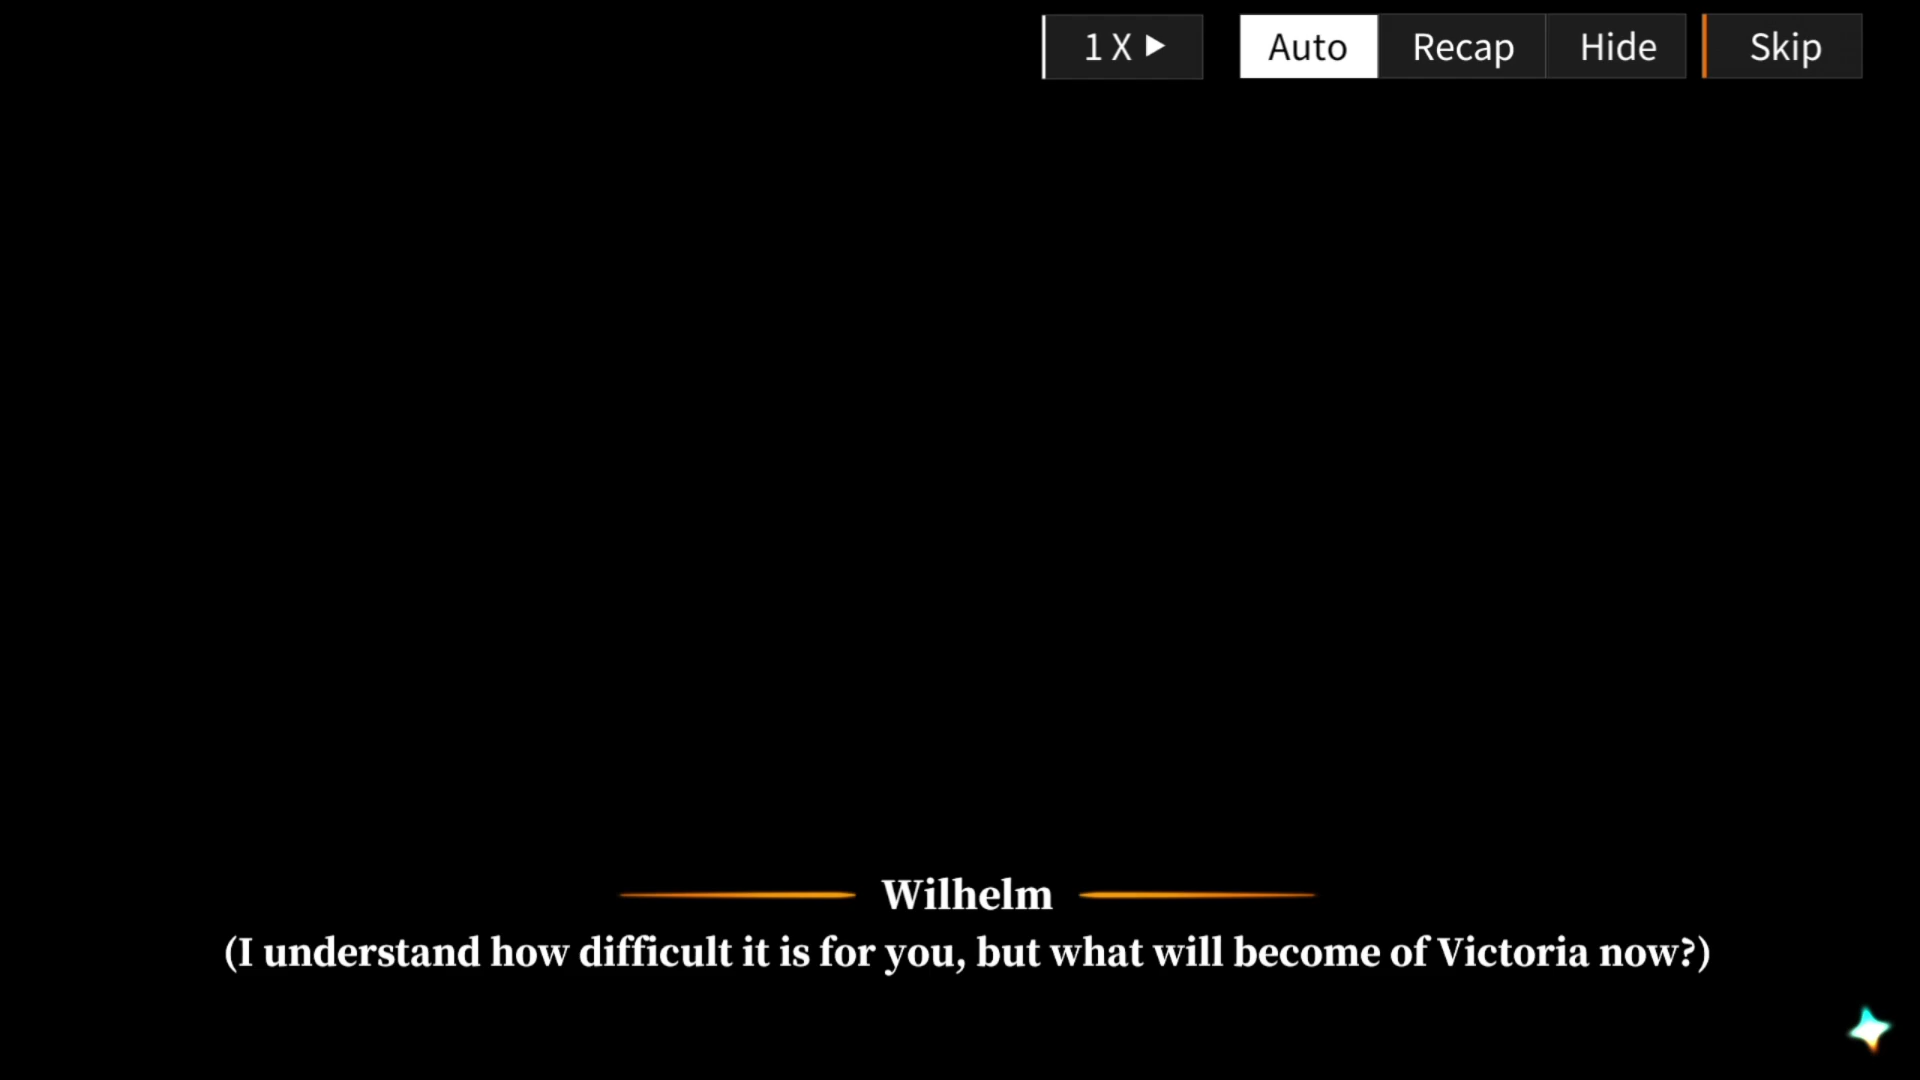 1 X Auto Recap Hide Skip
Wilhelm
(I understand how difficult it is for you, but what will become of Victoria now?)